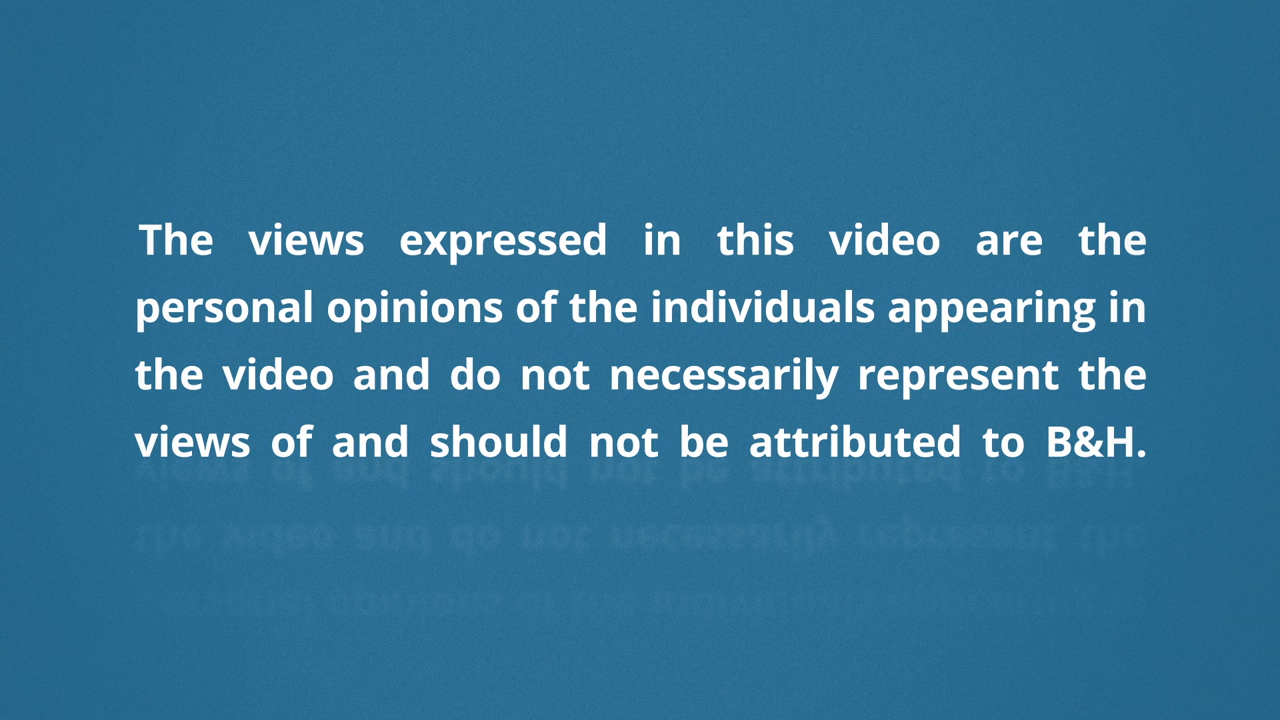 The views expressed in this video are the
personal opinions of the individuals appearing in
the video and do not necessarily represent the
views of and should not be attributed to B&H.